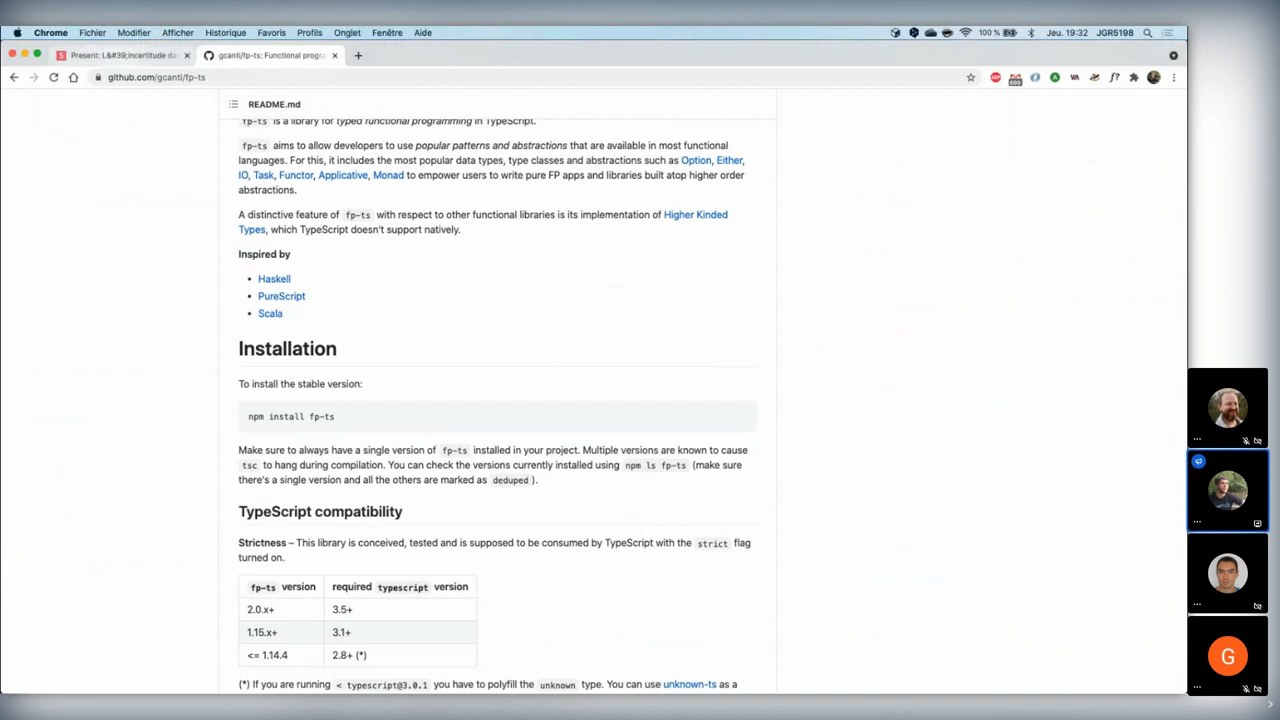 Chrome Fichier Modifier Afficher Historique Favoris Profils Onglet Fenêtre Aide 100 % Jeu. 19:32 JGR5198
Present: L&#39;incertitude de
gcanti/fp-ts: Functional progr
github.com/gcanti/fp-ts
README.md
fp-ts is a library for typed functional programming in TypeScript.
fp-ts aims to allow developers to use popular patterns and abstractions that are available in most functional
languages. For this, it includes the most popular data types, type classes and abstractions such as Option, Either,
IO, Task, Functor, Applicative, Monad to empower users to write pure FP apps and libraries built atop higher order
abstractions.
A distinctive feature of fp-ts with respect to other functional libraries is its implementation of Higher Kinded
Types, which TypeScript doesn't support natively.
Inspired by
• Haskell
• PureScript
• Scala
Installation
To install the stable version:
npm install fp-ts
Make sure to always have a single version of fp-ts installed in your project. Multiple versions are known to cause
tsc to hang during compilation. You can check the versions currently installed using npm ls fp-ts (make sure
there's a single version and all the others are marked as deduped ).
TypeScript compatibility
Strictness – This library is conceived, tested and is supposed to be consumed by TypeScript with the strict flag
turned on.
fp-ts version required typescript version
2.0.x+ 3.5+
1.15.x+ 3.1+
<= 1.14.4 2.8+ (*)
(*) If you are running < typescript@3.0.1 you have to polyfill the unknown type. You can use unknown-ts as a
G